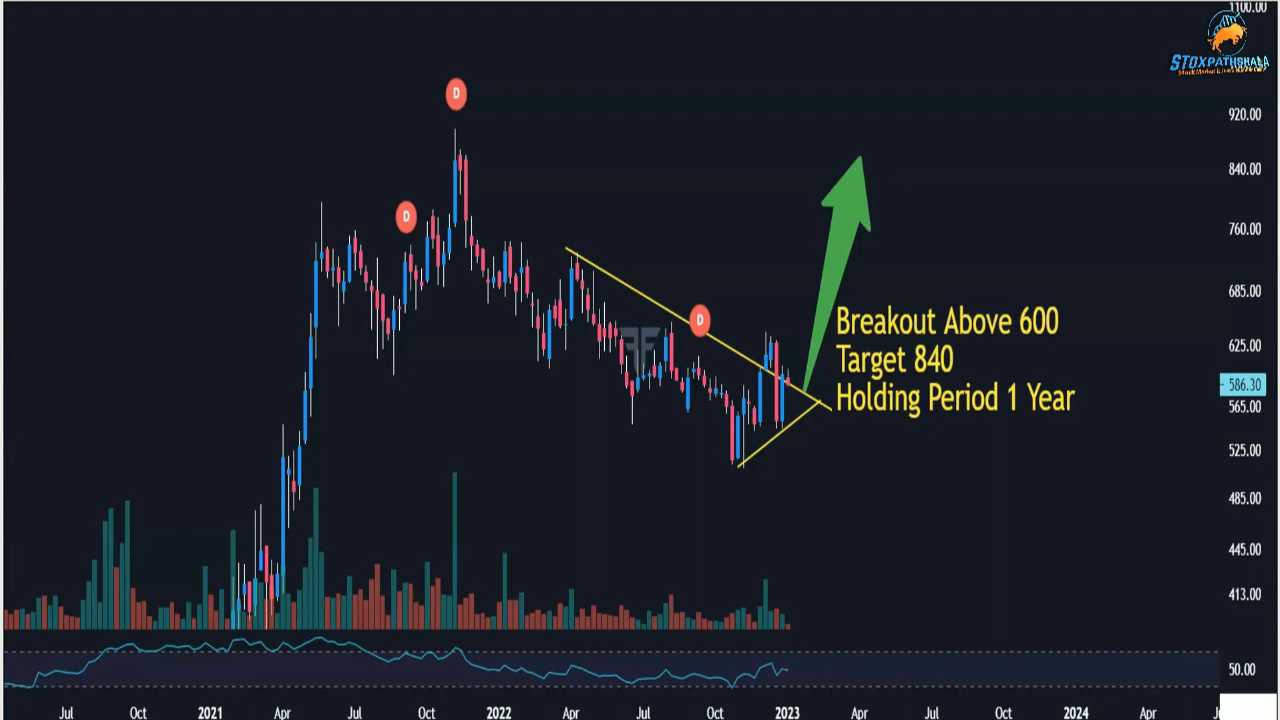 1100.00
STOXPATHSHALA
D
920.00
840.00
D
760.00
685.00
D
Breakout Above 600
625.00
Target 840
586.30
Holding Period 1 Year
565.00
525.00
485.00
445.00
413.00
50.00
Jul Oct 2021 Apr Jul Oct 2022 Apr Jul Oct 2023 Apr Jul Oct 2024 Apr